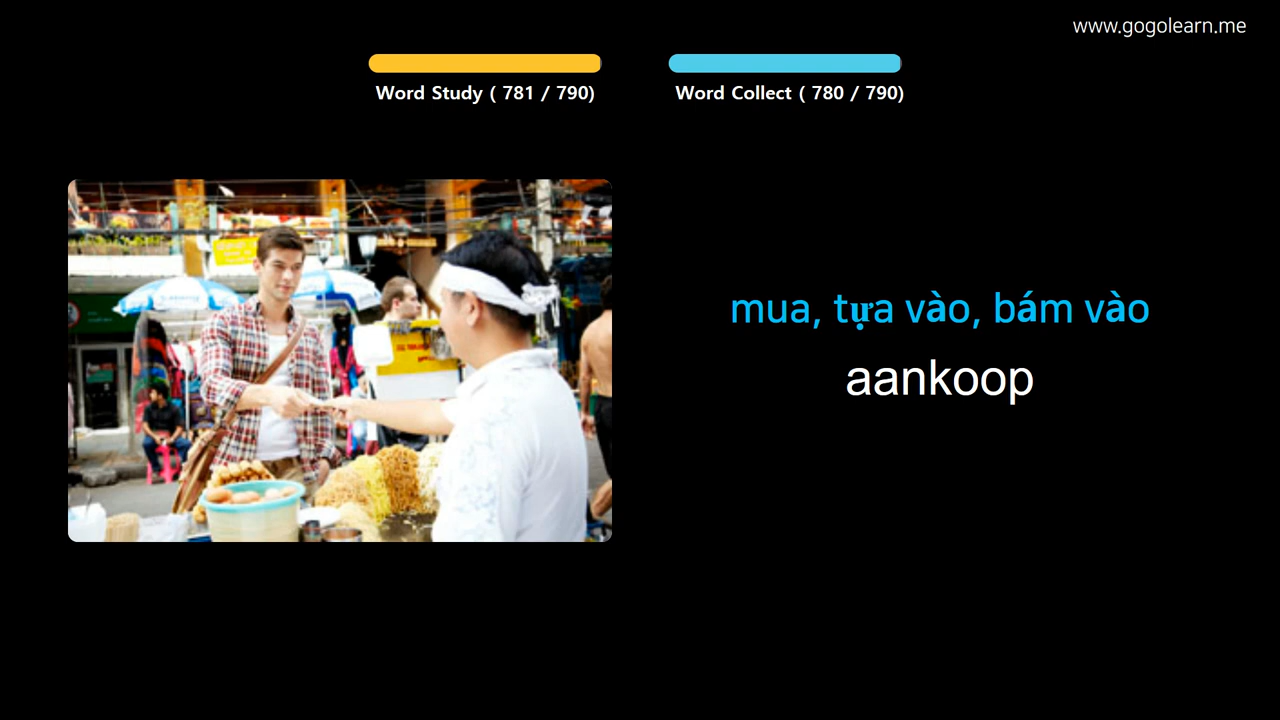 www.gogolearn.me
Word Study ( 781 / 790)
Word Collect ( 780 / 790)
mua, tựa vào, bám vào
aankoop